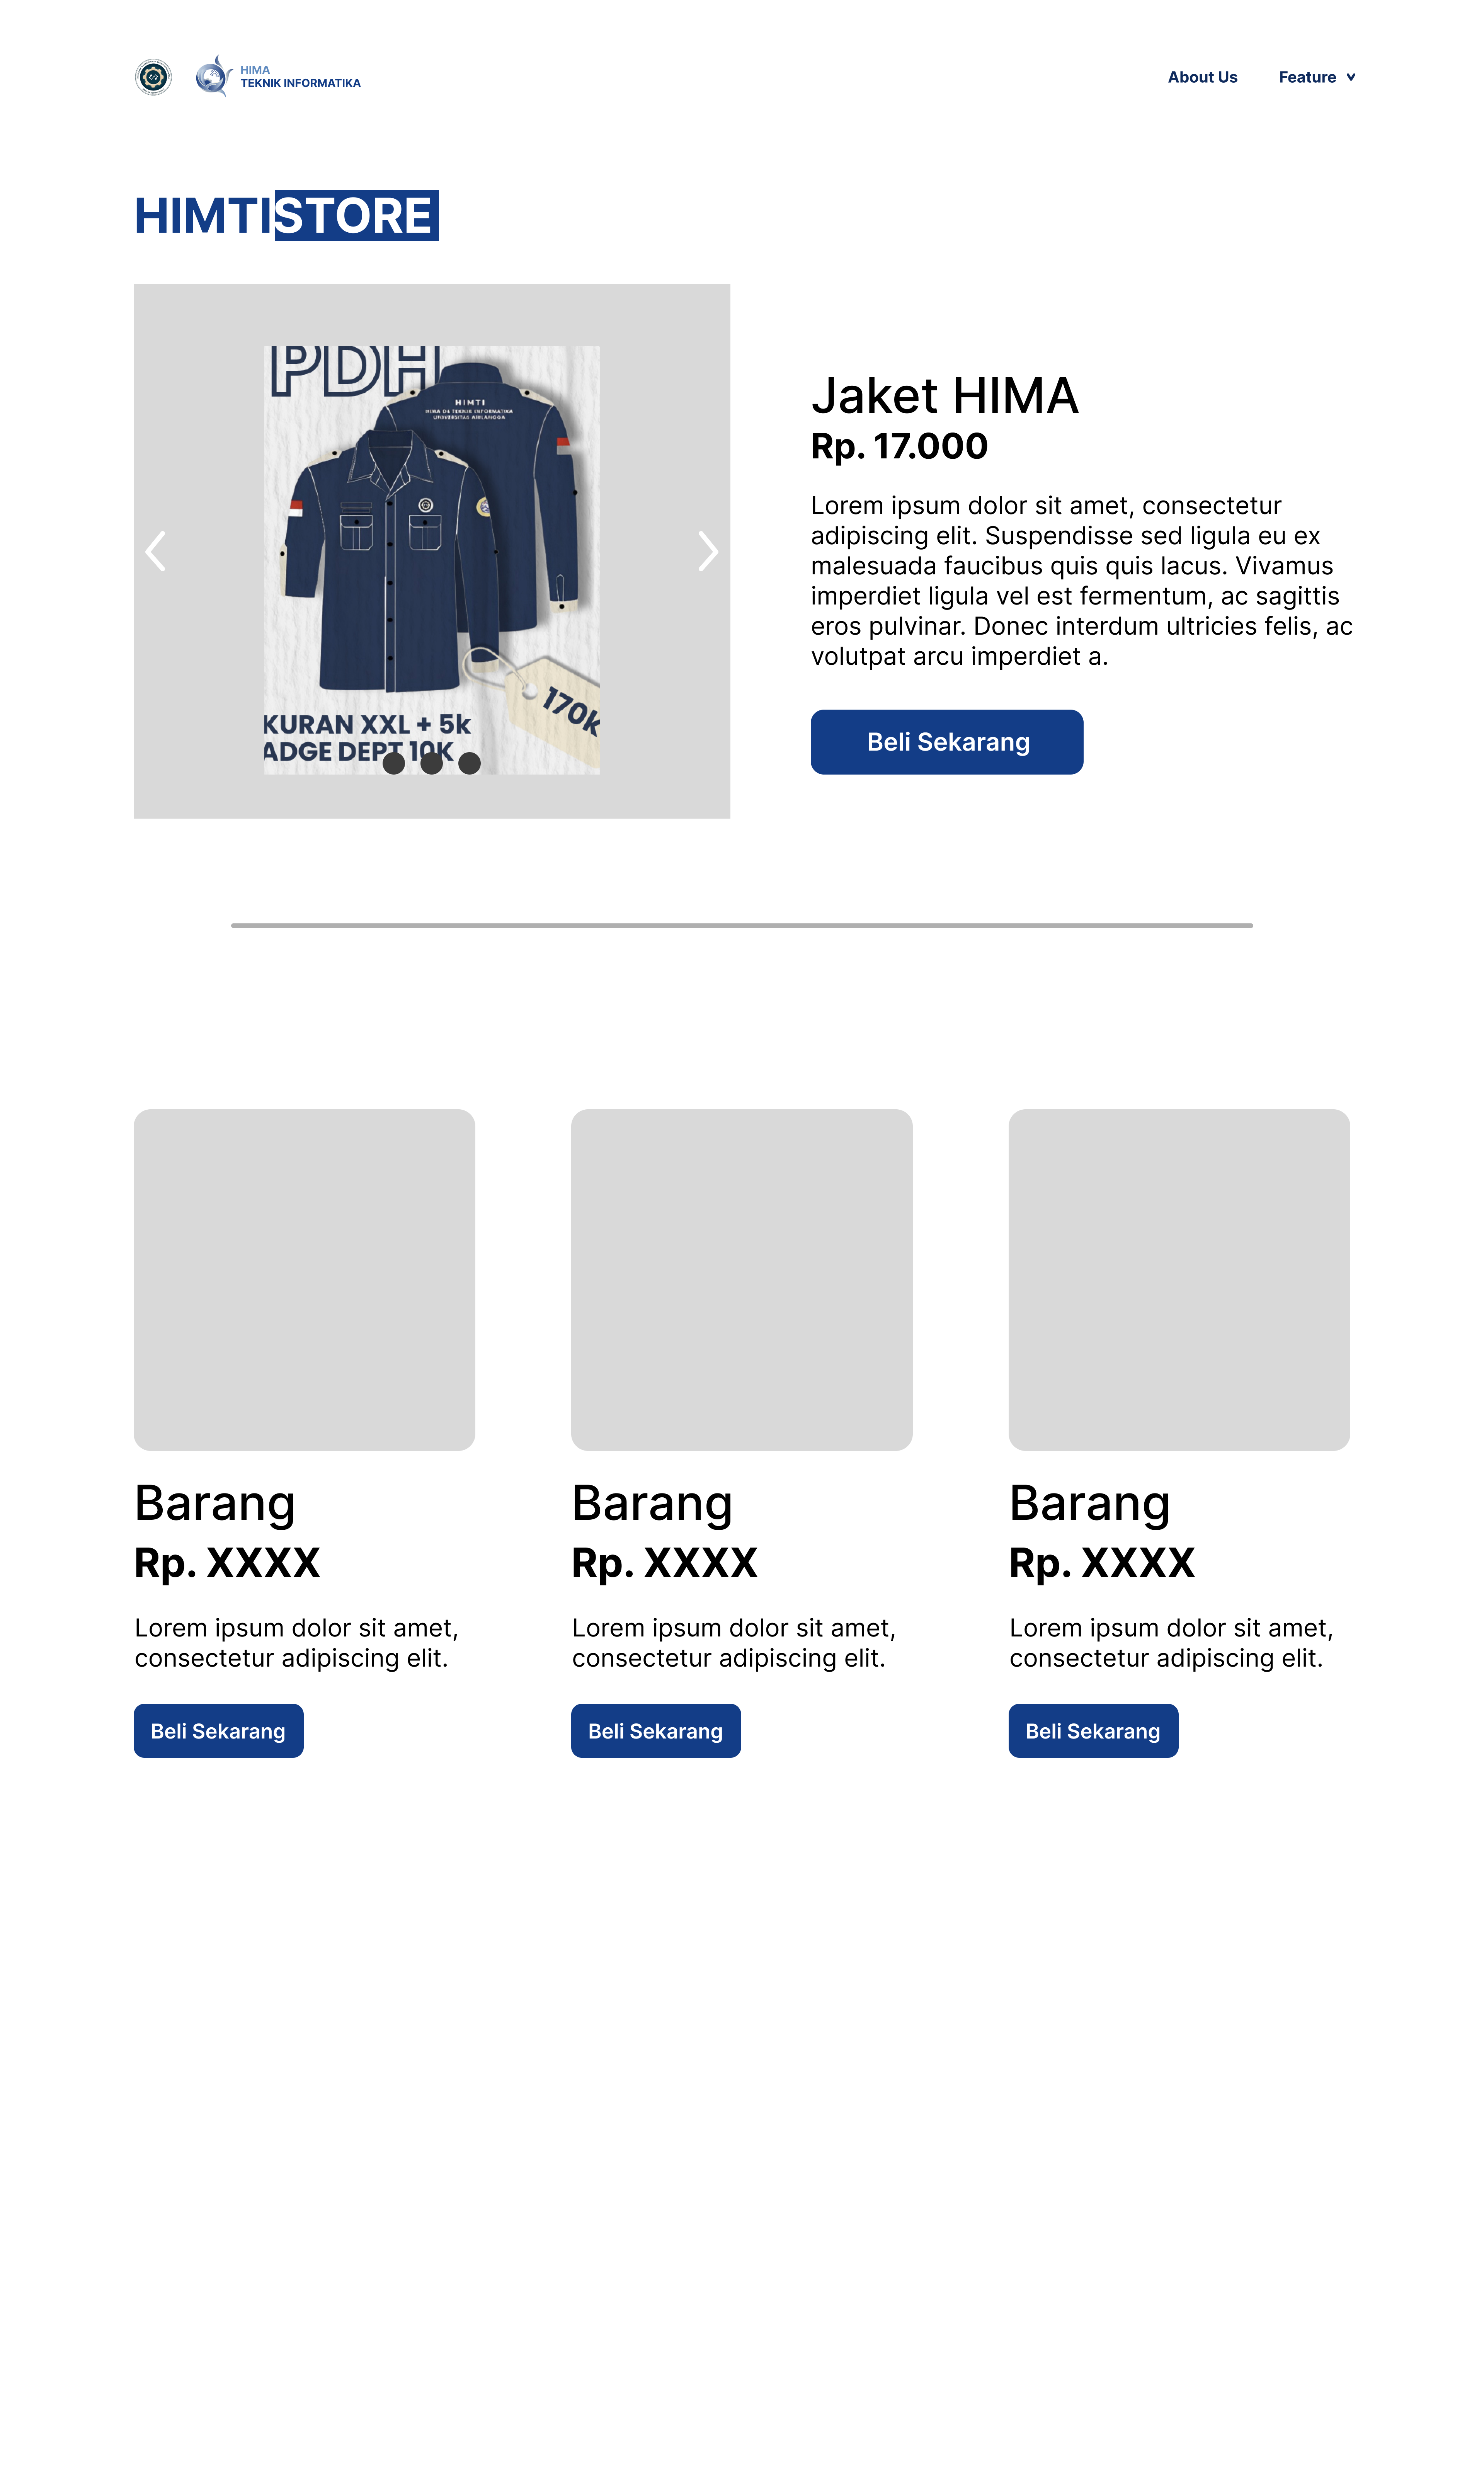 HIMA
TEKNIK INFORMATIKA
About Us
Feature
HIMTISTORE
PDH
HIMTI
HIMA D4 TEKNIK INFORMATIKA
UNIVERSITAS AIRLANGGA
170k
KURAN XXL + 5k
ADGE DEPT 10K
Jaket HIMA
Rp. 17.000
Lorem ipsum dolor sit amet, consectetur
adipiscing elit. Suspendisse sed ligula eu ex
malesuada faucibus quis quis lacus. Vivamus
imperdiet ligula vel est fermentum, ac sagittis
eros pulvinar. Donec interdum ultricies felis, ac
volutpat arcu imperdiet a.
Beli Sekarang
Barang
Rp. XXXX
Lorem ipsum dolor sit amet,
consectetur adipiscing elit.
Beli Sekarang
Barang
Rp. XXXX
Lorem ipsum dolor sit amet,
consectetur adipiscing elit.
Beli Sekarang
Barang
Rp. XXXX
Lorem ipsum dolor sit amet,
consectetur adipiscing elit.
Beli Sekarang